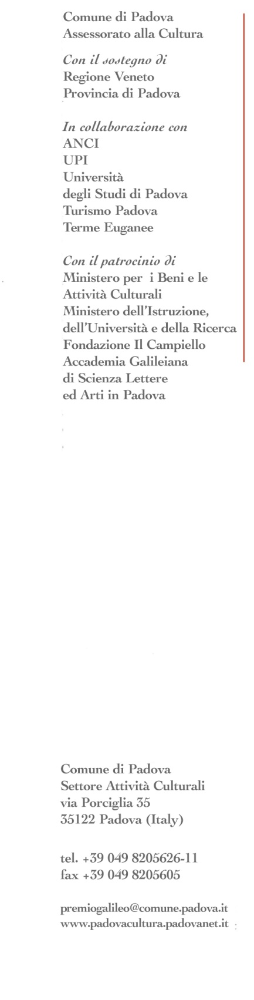 Comune di Padova
Assessorato alla Cultura
Con il sostegno di
Regione Veneto
Provincia di Padova
In collaborazione con
ANCI
UPI
Università
degli Studi di Padova
Turismo Padova
Terme Euganee
Con il patrocinio di
Ministero per i Beni e le
Attività Culturali
Ministero dell'Istruzione,
dell'Università e della Ricerca
Fondazione Il Campiello
Accademia Galileiana
di Scienza Lettere
ed Arti in Padova
Comune di Padova
Settore Attività Culturali
via Porciglia 35
35122 Padova (Italy)
tel. +39 049 8205626-11
fax +39 049 8205605
premiogalileo@comune.padova.it
www.padovacultura.padovanet.it